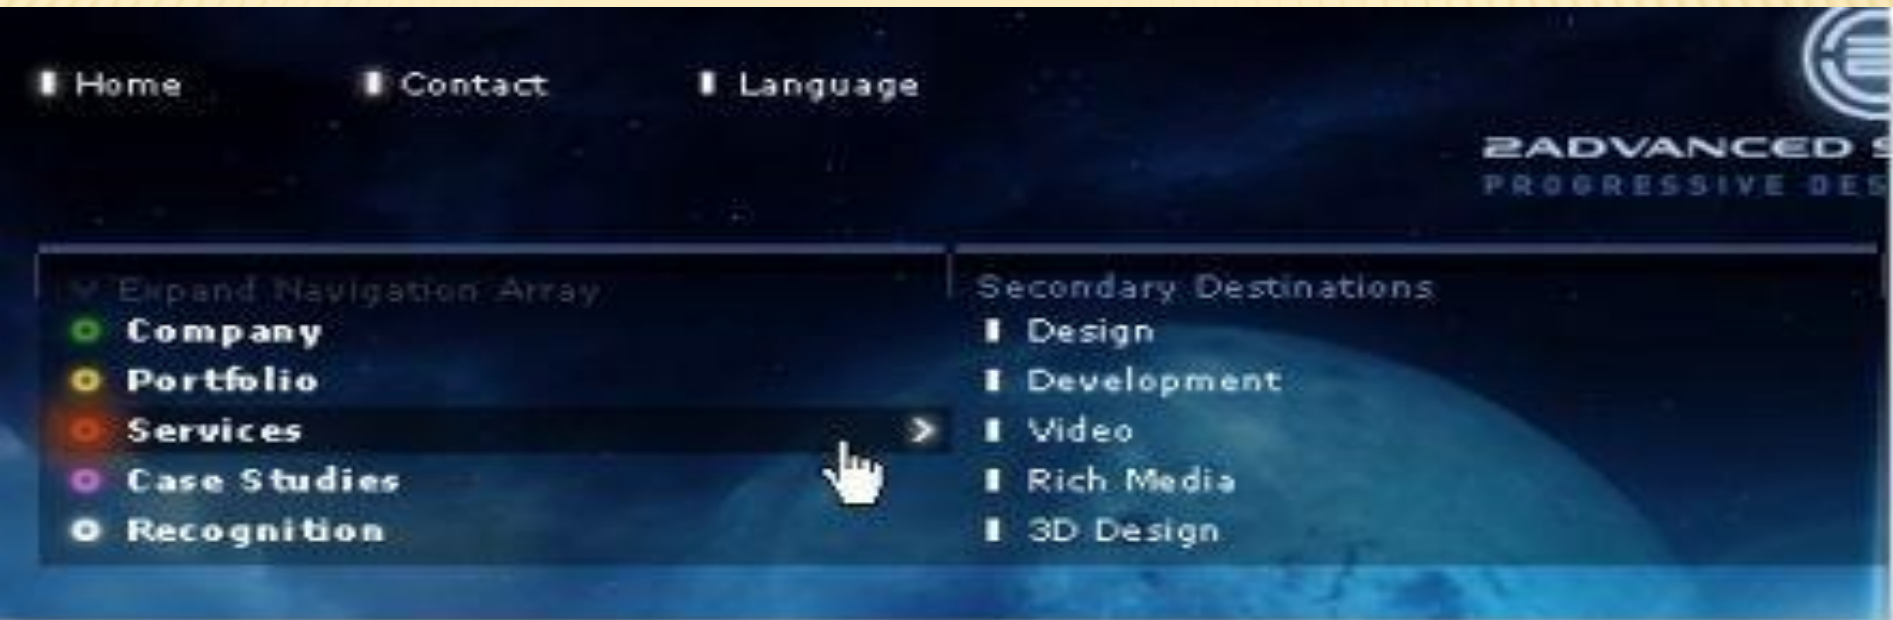 Home Contact Language
2ADVANCED
PROGRESSIVE
Expand Navigation Array
Company
Portfolio
Services >
Case Studies
Recognition
Secondary Destinations
Design
Development
Video
Rich Media
3D Design